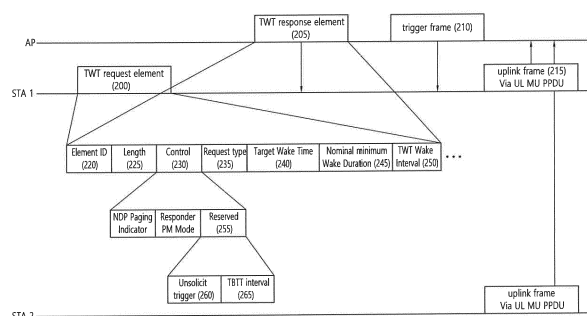 TWT response element
(205)
trigger frame (210)
AP
TWT request element
(200)
uplink frame (215)
Via UL MU PPDU
STA 1
Element ID
(220)
Length
(225)
Control
(230)
Request type
(235)
Target Wake Time
(240)
Nominal minimum
Wake Duration (245)
TWT Wake
Interval (250)
NDP Paging
Indicator
Responder
PM Mode
Reserved
(255)
Unsolicit
trigger (260)
TBTT interval
(265)
uplink frame
Via UL MU PPDU
STA 2